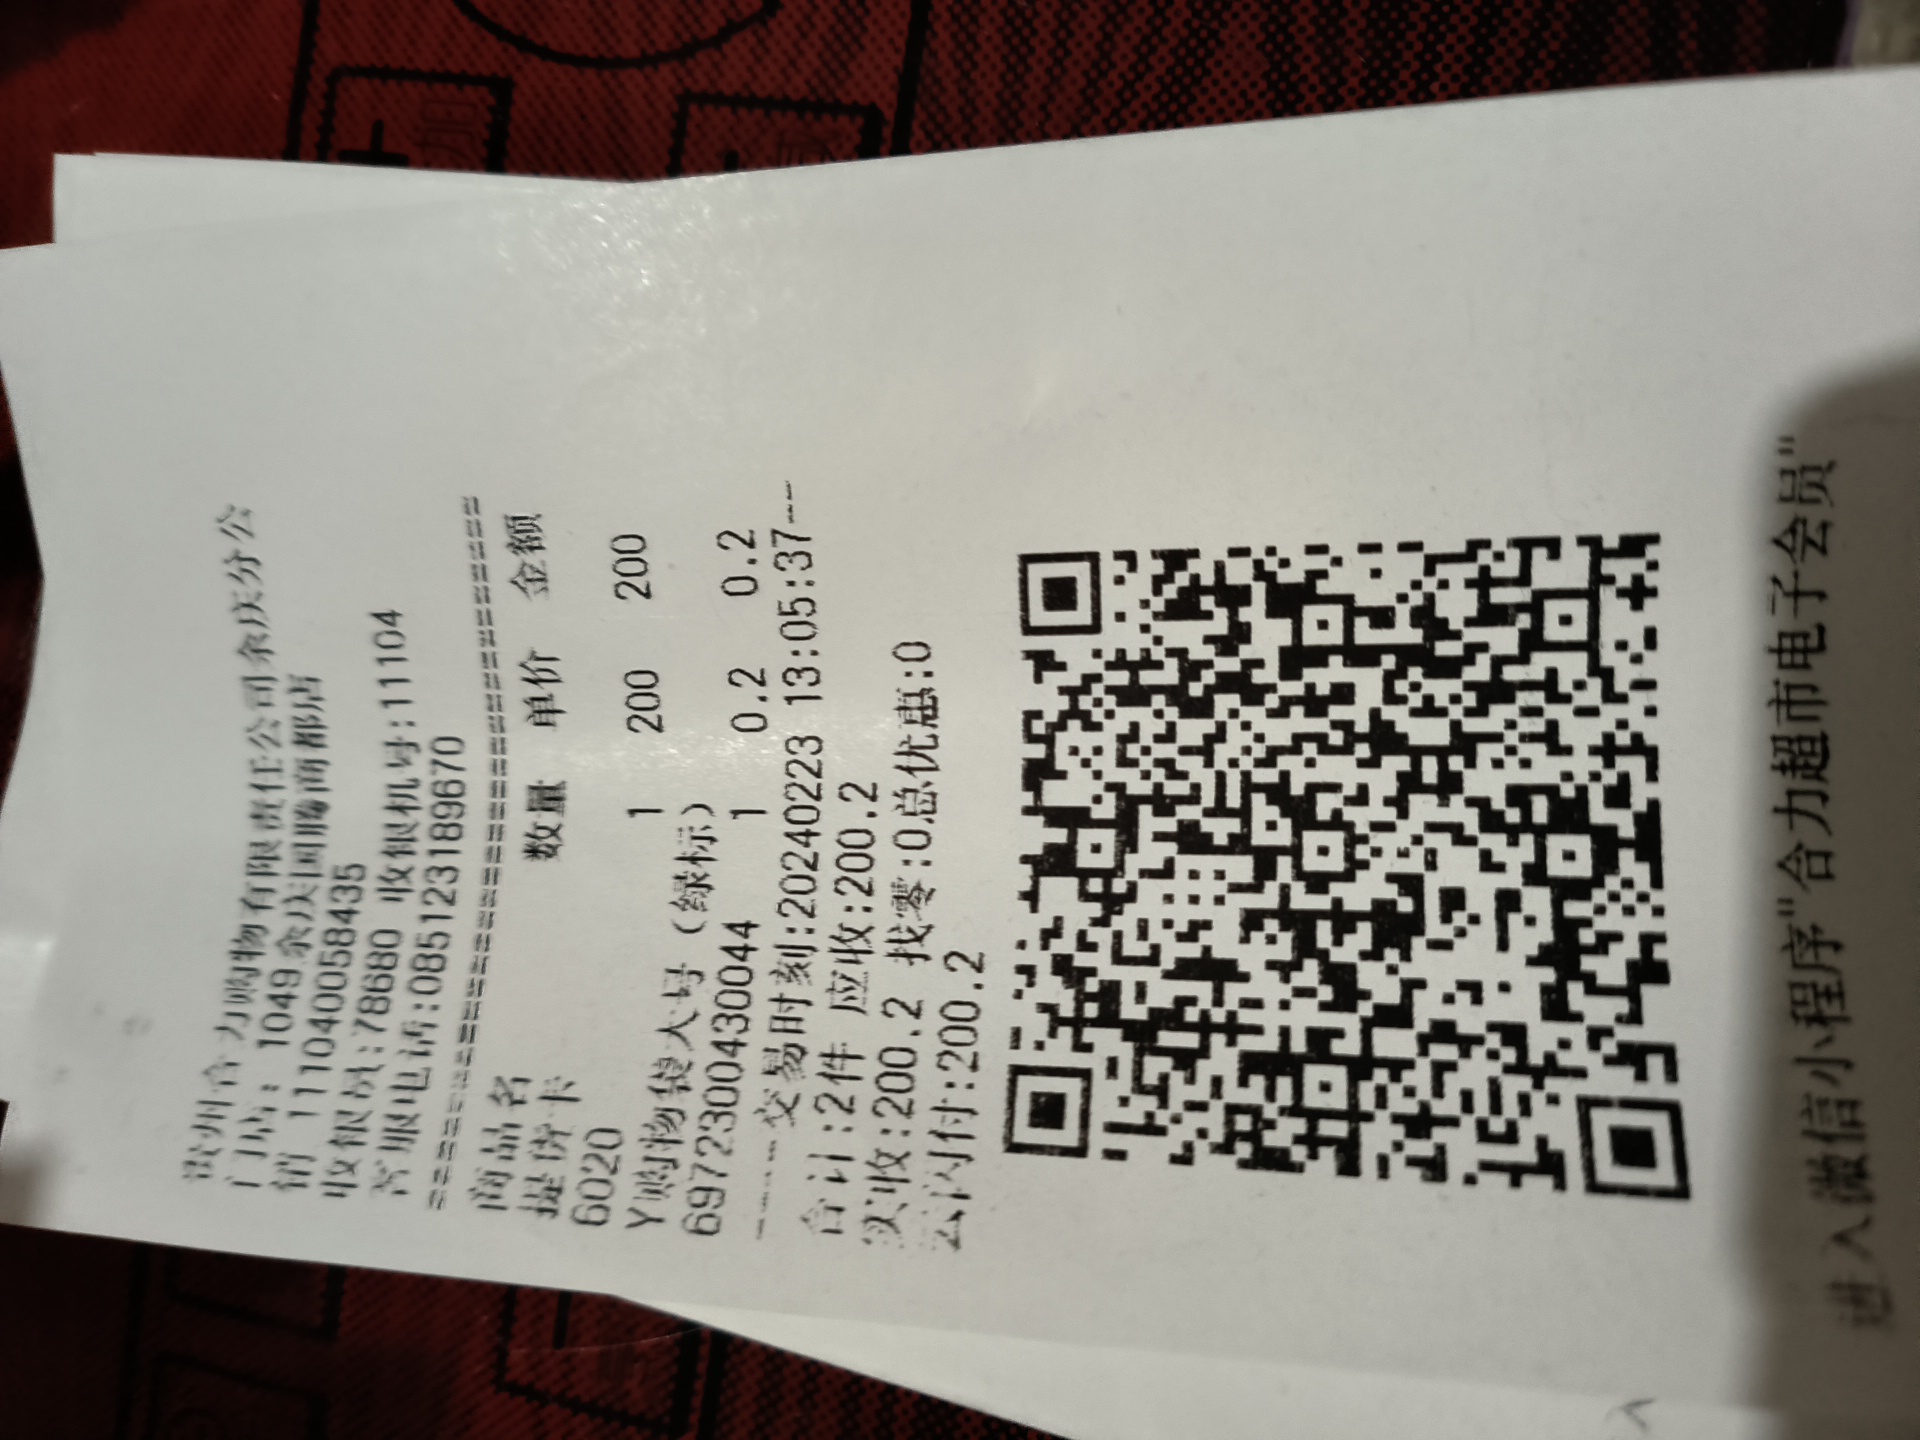 贵州合力购物有限责任公司余庆分公
门店: 1049余庆国腾商都店
销 11104005843​5
收银员:78680 收银机号:11104
客服电话:085123189670
==============================
商品名 数量 单价 金额
提货卡
6020 1 200 200
Y购物袋大号(绿标)
6972300430044 1 0.2 0.2
-----交易时刻:20240223 13:05:37---
合计:2件 应收:200.2
实收:200.2 找零:0总优惠:0
云闪付:200.2
进入微信小程序"合力超市电子会员"